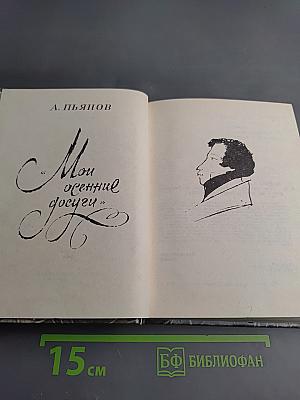 А. ПЬЯНОВ
„Мои
осенние
досуги"
15 см
БФ БИБЛИОФАН